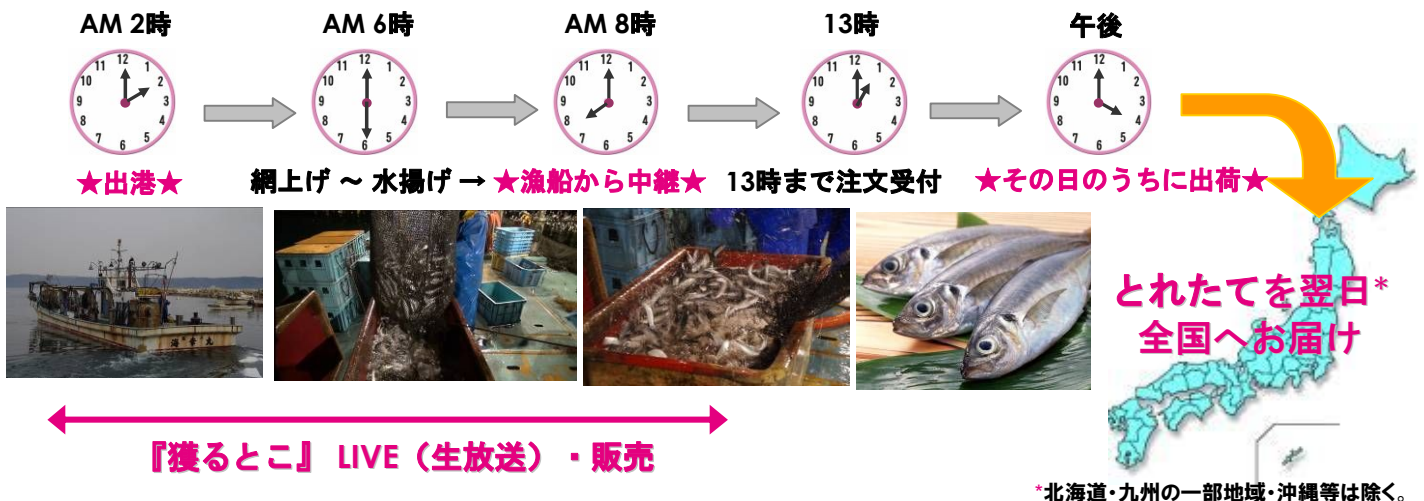 AM 2時
AM 6時
AM 8時
13時
午後
★出港★
網上げ ～ 水揚げ → ★漁船から中継★
13時まで注文受付
★その日のうちに出荷★
海幸丸
とれたてを翌日*
全国へお届け
『獲るとこ』 LIVE（生放送）・販売
*北海道・九州の一部地域・沖縄等は除く。